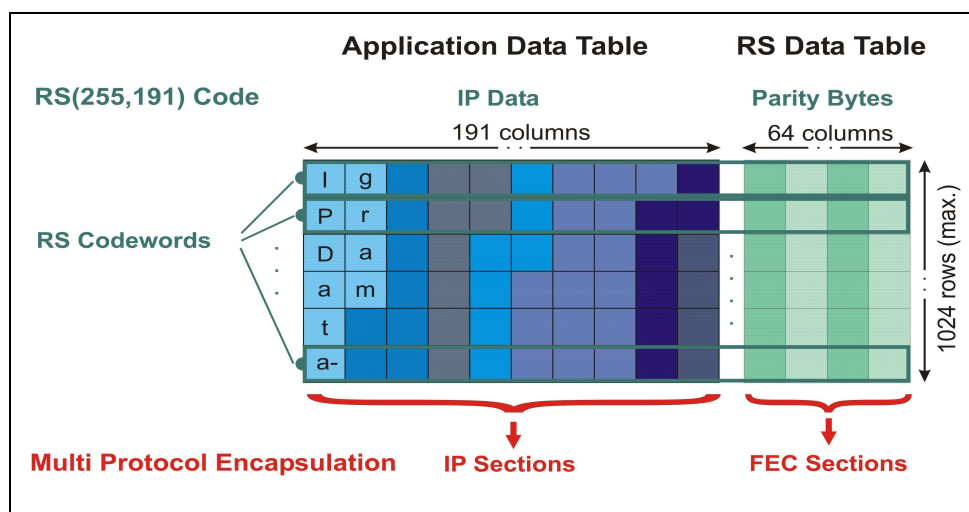 Application Data Table RS Data Table
RS(255,191) Code IP Data Parity Bytes
191 columns 64 columns
I g
P r
RS Codewords
D a
a m
t
a-
1024 rows (max.)
Multi Protocol Encapsulation IP Sections FEC Sections